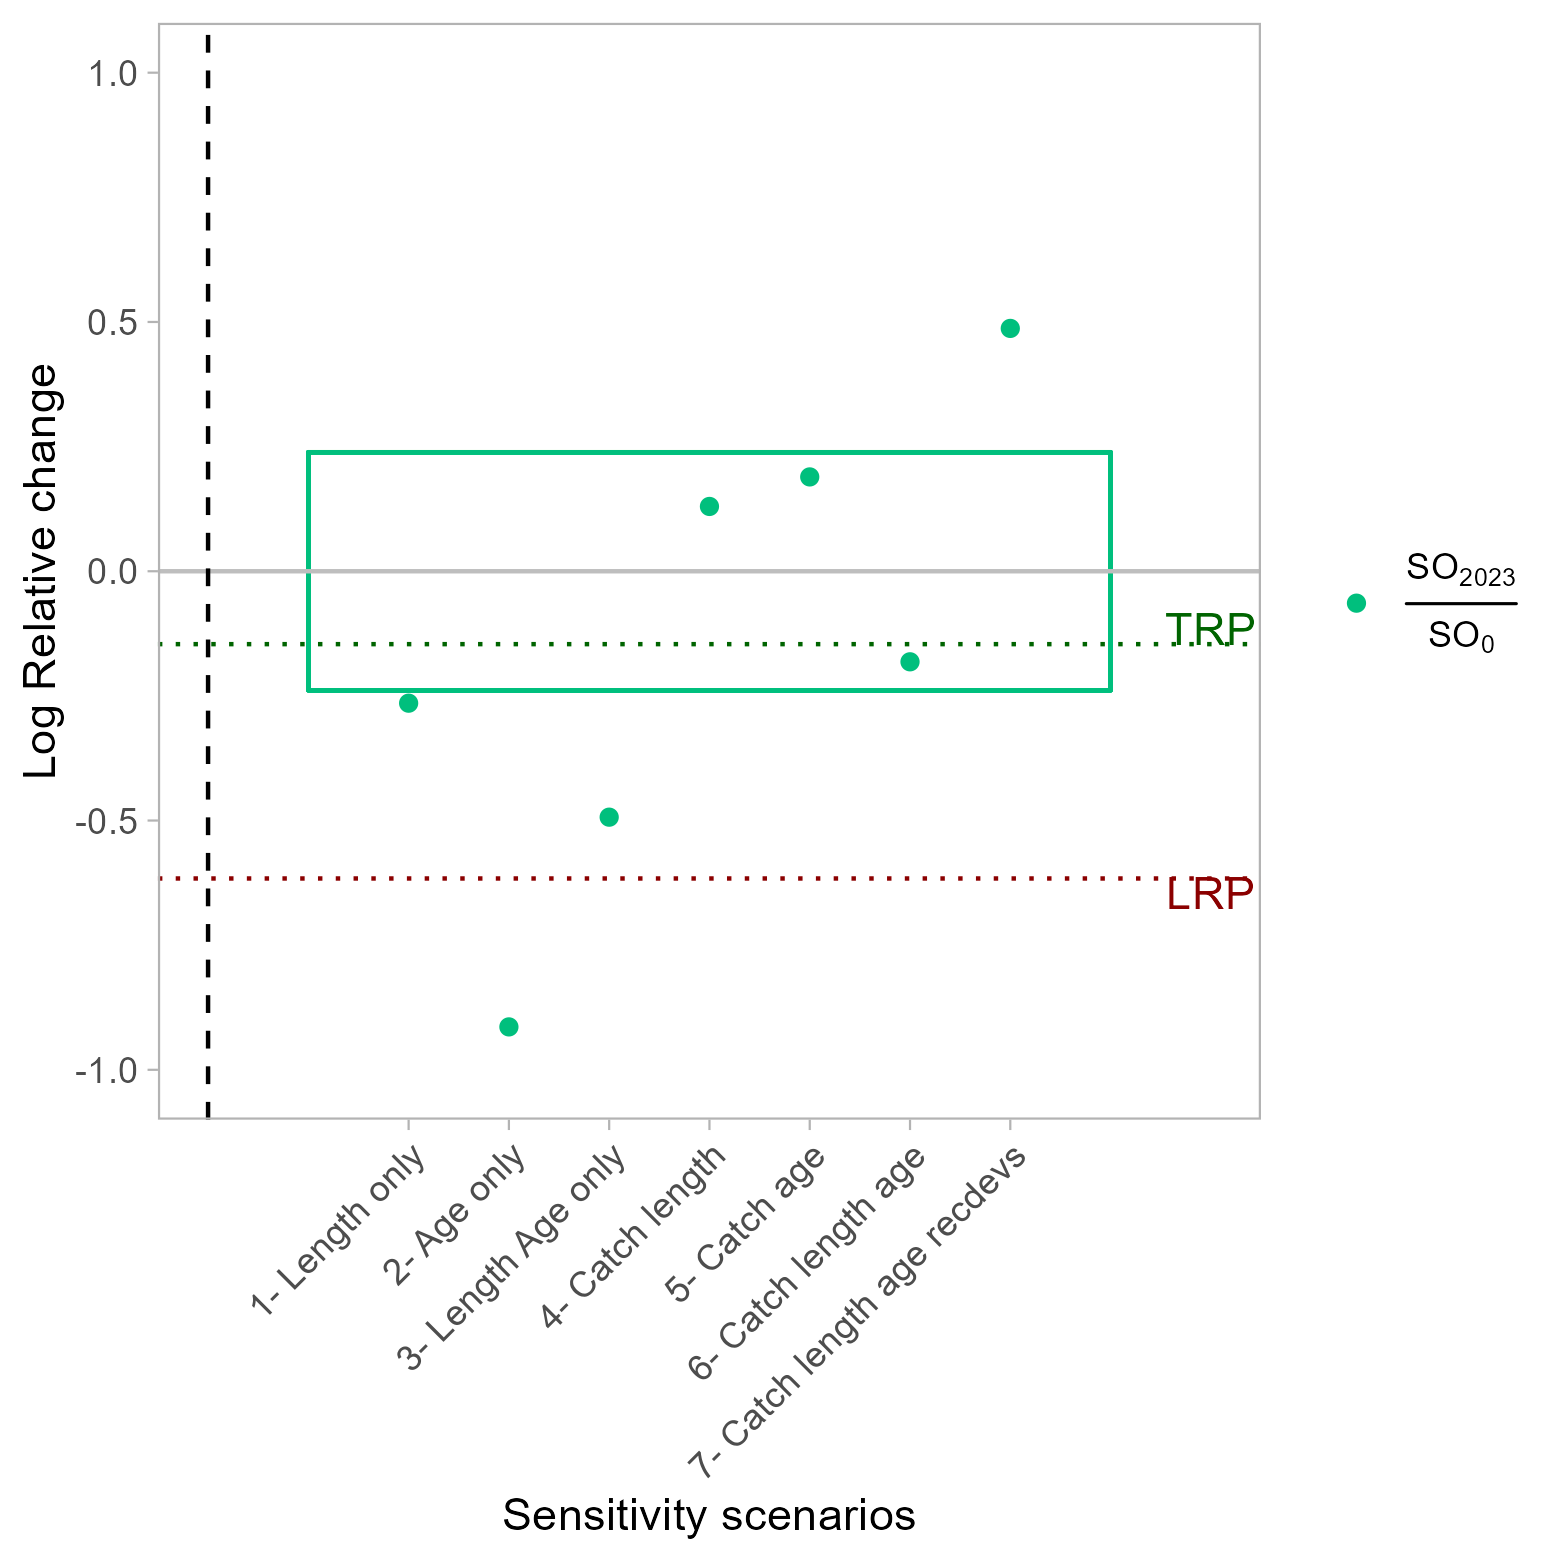 1.0
0.5
0.0
-0.5
-1.0
Log Relative change
TRP
LRP
1- Length only
2- Age only
3- Length Age only
4- Catch length
5- Catch age
6- Catch length age
7- Catch length age recdevs
Sensitivity scenarios
SO2023
SO0